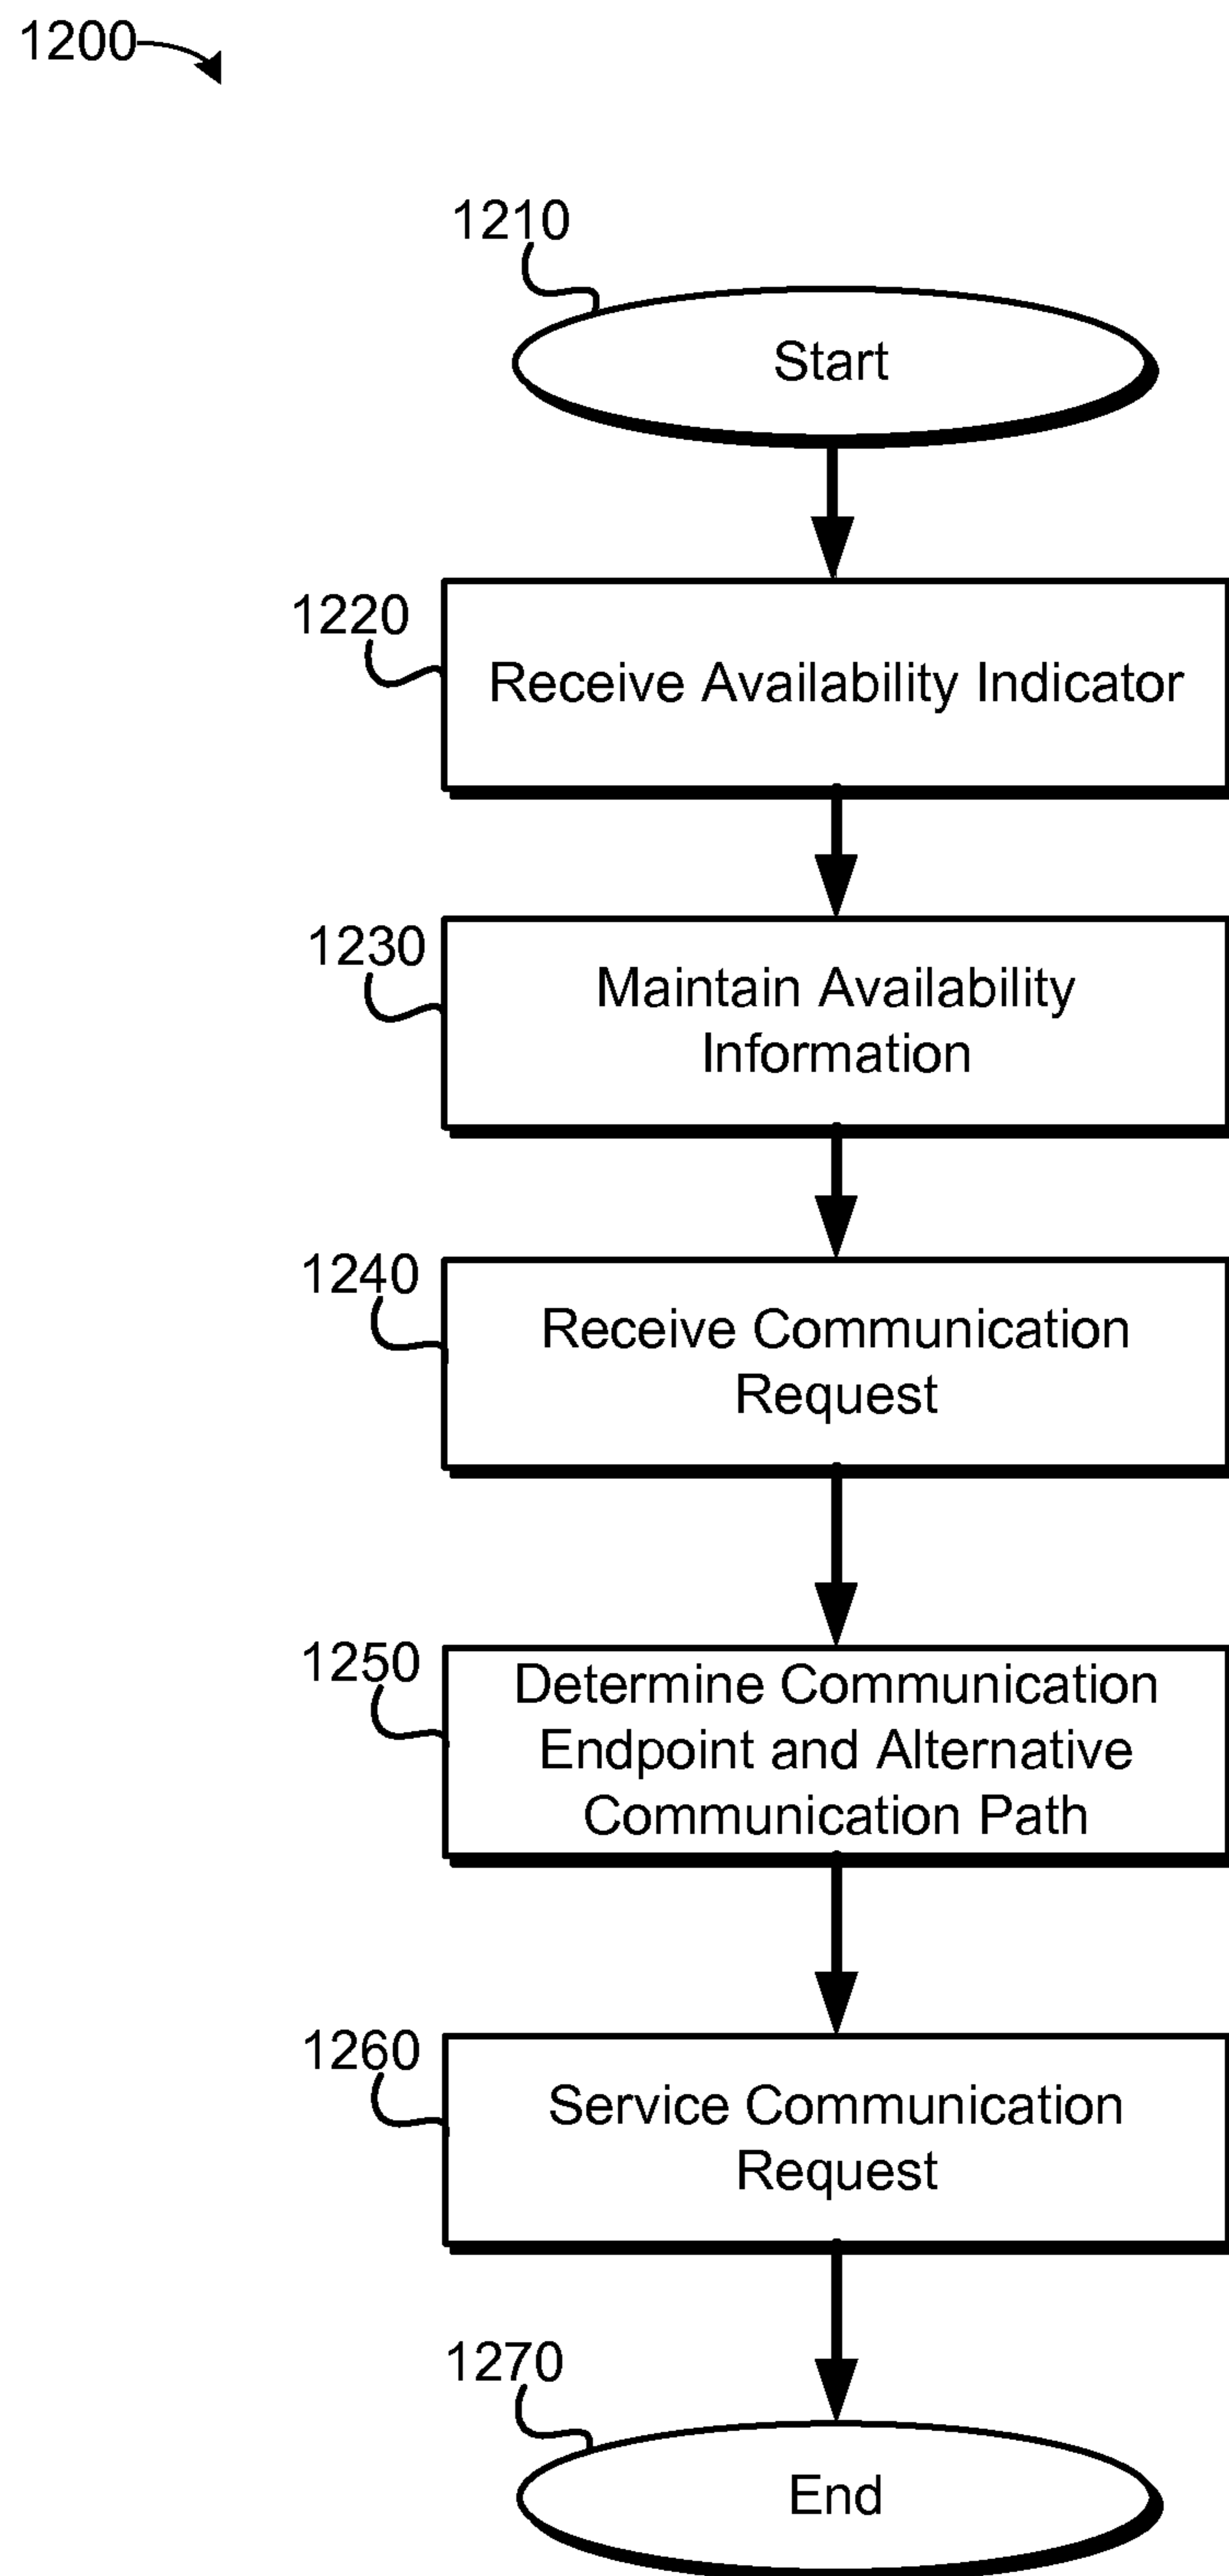 1200
1210
Start
1220
Receive Availability Indicator
1230
Maintain Availability
Information
1240
Receive Communication
Request
1250
Determine Communication
Endpoint and Alternative
Communication Path
1260
Service Communication
Request
1270
End